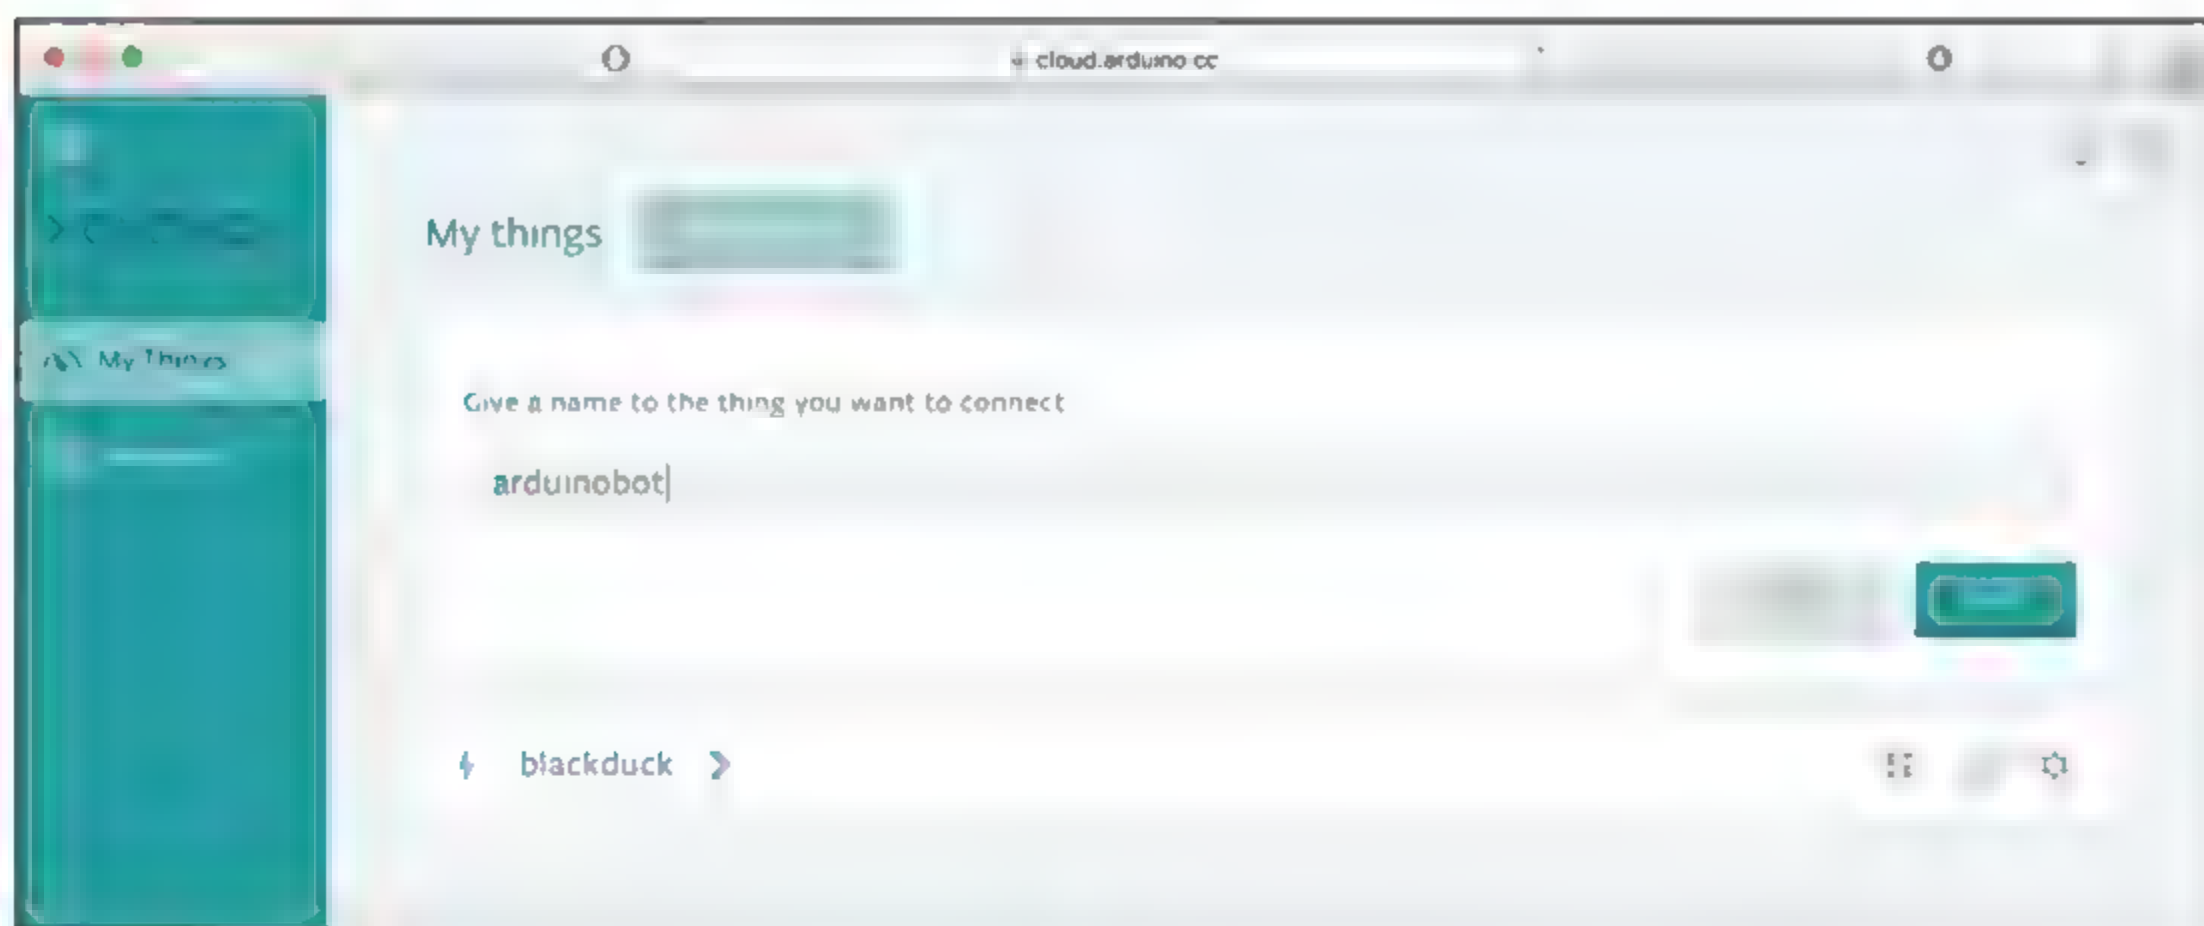 cloud.arduino.cc
My things
My Things
Give a name to the thing you want to connect
arduinobot
blackduck